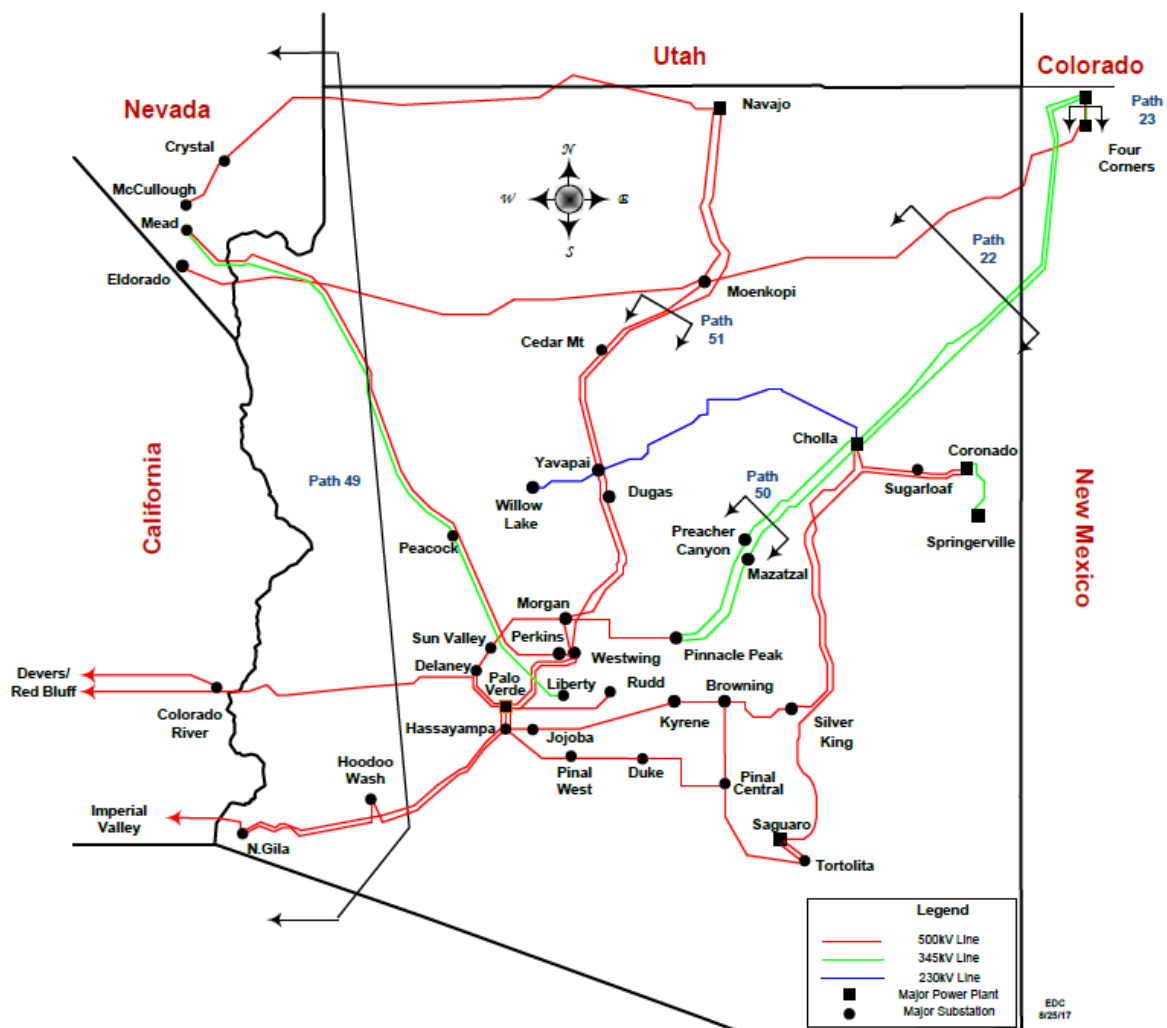 Utah
Colorado
Nevada
Navajo
Path
23
Crystal
Four
Corners
N
McCullough
W
E
Mead
S
Path
22
Eldorado
Moenkopi
Path
51
Cedar Mt
Cholla
Coronado
California
Path 49
Yavapai
Dugas
Path
50
Sugarloaf
New Mexico
Willow
Lake
Preacher
Canyon
Springerville
Peacock
Mazatzal
Morgan
Sun Valley
Perkins
Westwing
Pinnacle Peak
Delaney
Devers/
Red Bluff
Palo
Verde
Liberty
Rudd
Browning
Colorado
River
Hassayampa
Jojoba
Kyrene
Silver
King
Hoodoo
Wash
Pinal
West
Duke
Pinal
Central
Imperial
Valley
Saguaro
N.Gila
Tortolita
Legend
500kV Line
345kV Line
230kV Line
Major Power Plant
Major Substation
EDC
8/25/17